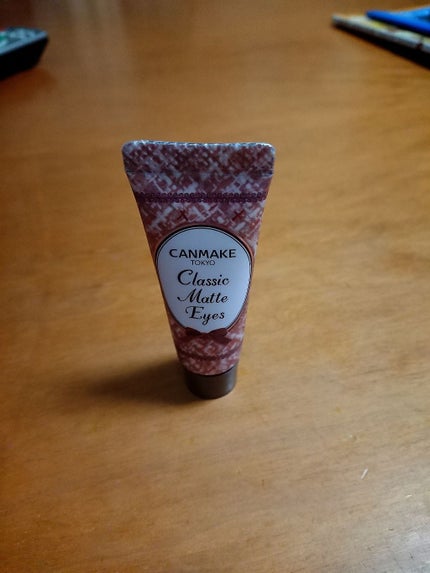 CANMAKE
TOKYO
Classic
Matte
Eyes